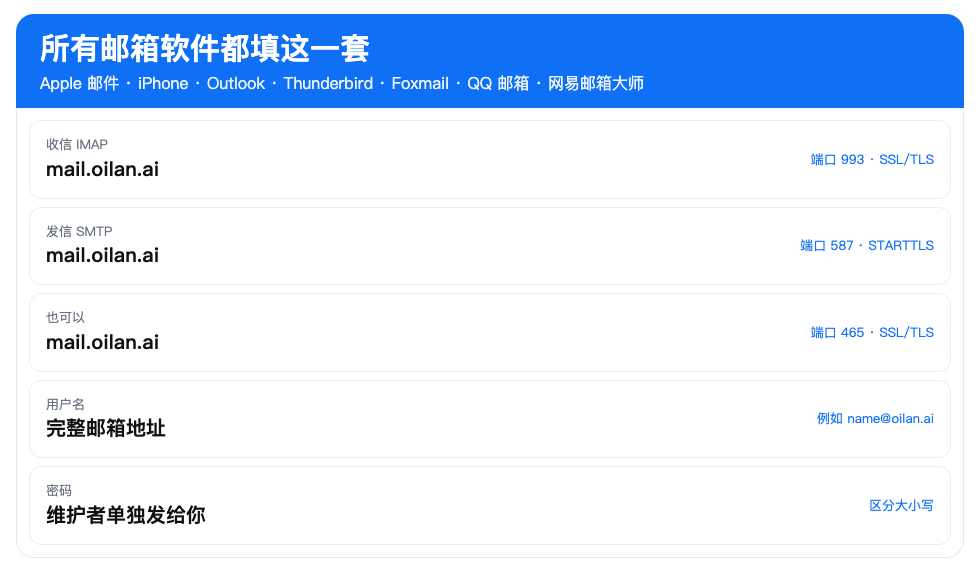 所有邮箱软件都填这一套
Apple 邮件 · iPhone · Outlook · Thunderbird · Foxmail · QQ 邮箱 · 网易邮箱大师
收信 IMAP
mail.oilan.ai
端口 993 · SSL/TLS
发信 SMTP
mail.oilan.ai
端口 587 · STARTTLS
也可以
mail.oilan.ai
端口 465 · SSL/TLS
用户名
完整邮箱地址
例如 name@oilan.ai
密码
维护者单独发给你
区分大小写